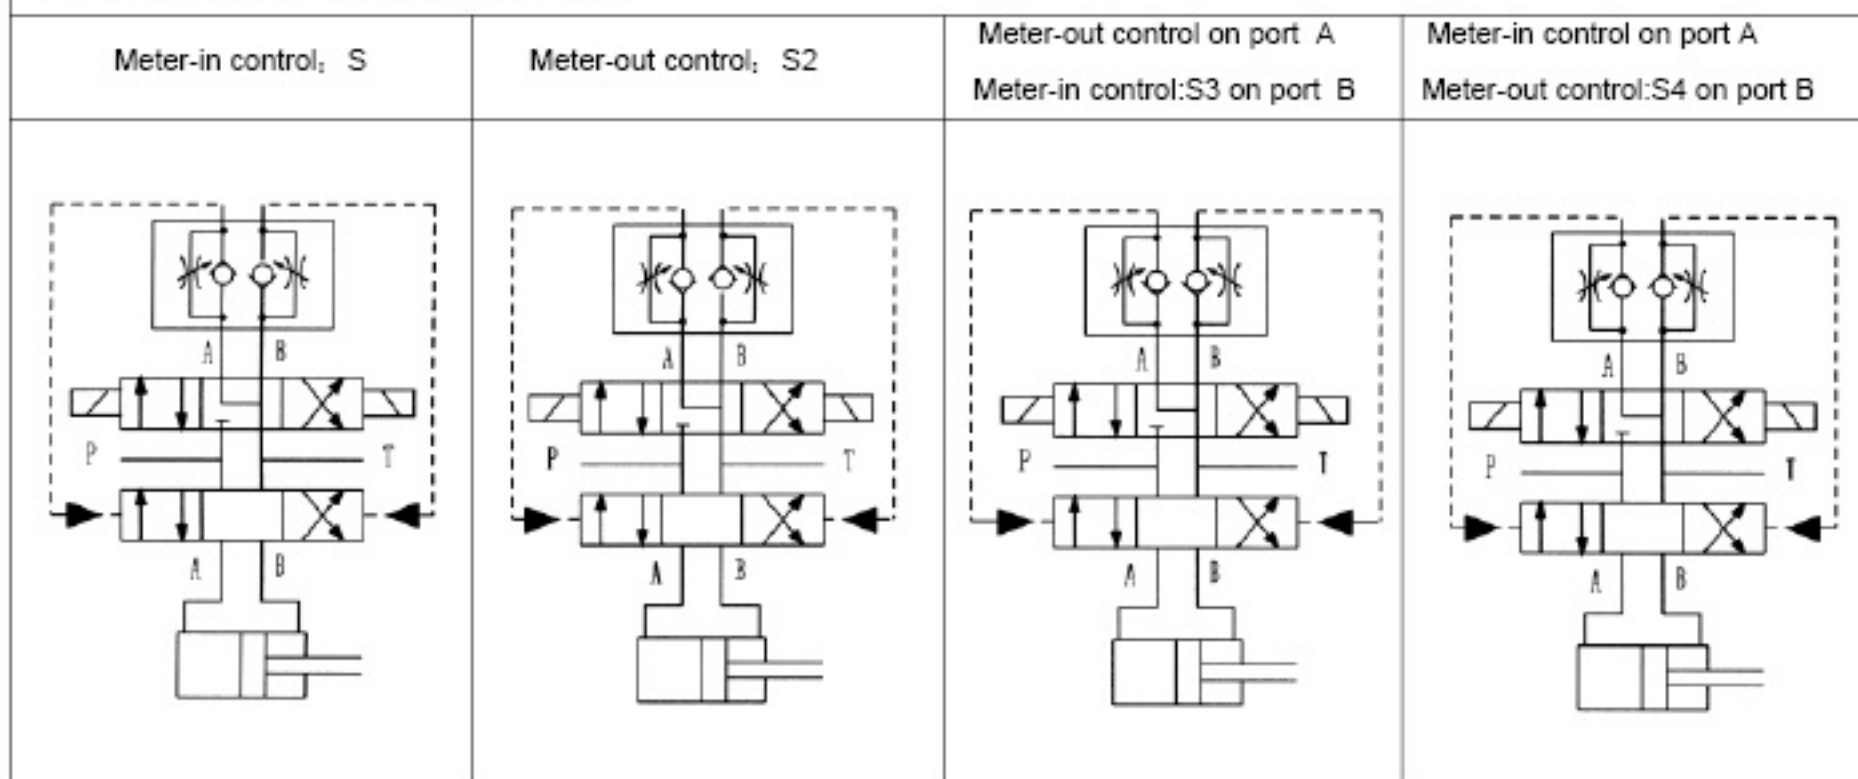 Meter-in control: S
Meter-out control: S2
Meter-out control on port A
Meter-in control:S3 on port B
Meter-in control on port A
Meter-out control:S4 on port B
A B
P T
A B
A B
P T
A B
A B
P T
A B
A B
P T
A B